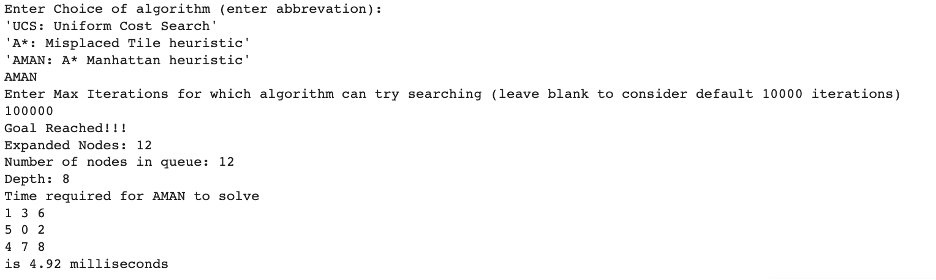 Enter Choice of algorithm (enter abbrevation):
'UCS: Uniform Cost Search'
'A*: Misplaced Tile heuristic'
'AMAN: A* Manhattan heuristic'
AMAN
Enter Max Iterations for which algorithm can try searching (leave blank to consider default 10000 iterations)
100000
Goal Reached!!!
Expanded Nodes: 12
Number of nodes in queue: 12
Depth: 8
Time required for AMAN to solve
1 3 6
5 0 2
4 7 8
is 4.92 milliseconds